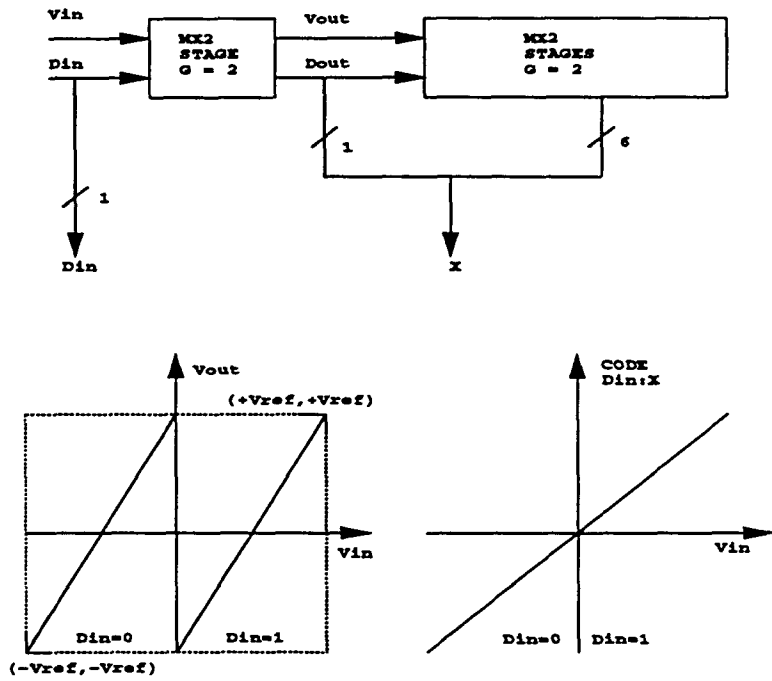 Vin
Din
MX2
STAGE
G = 2
Vout
Dout
MX2
STAGES
G = 2
1
1
6
Din
X
Vout
(+Vref,+Vref)
Vin
Din=0
Din=1
(-Vref,-Vref)
CODE
Din:X
Vin
Din=0
Din=1